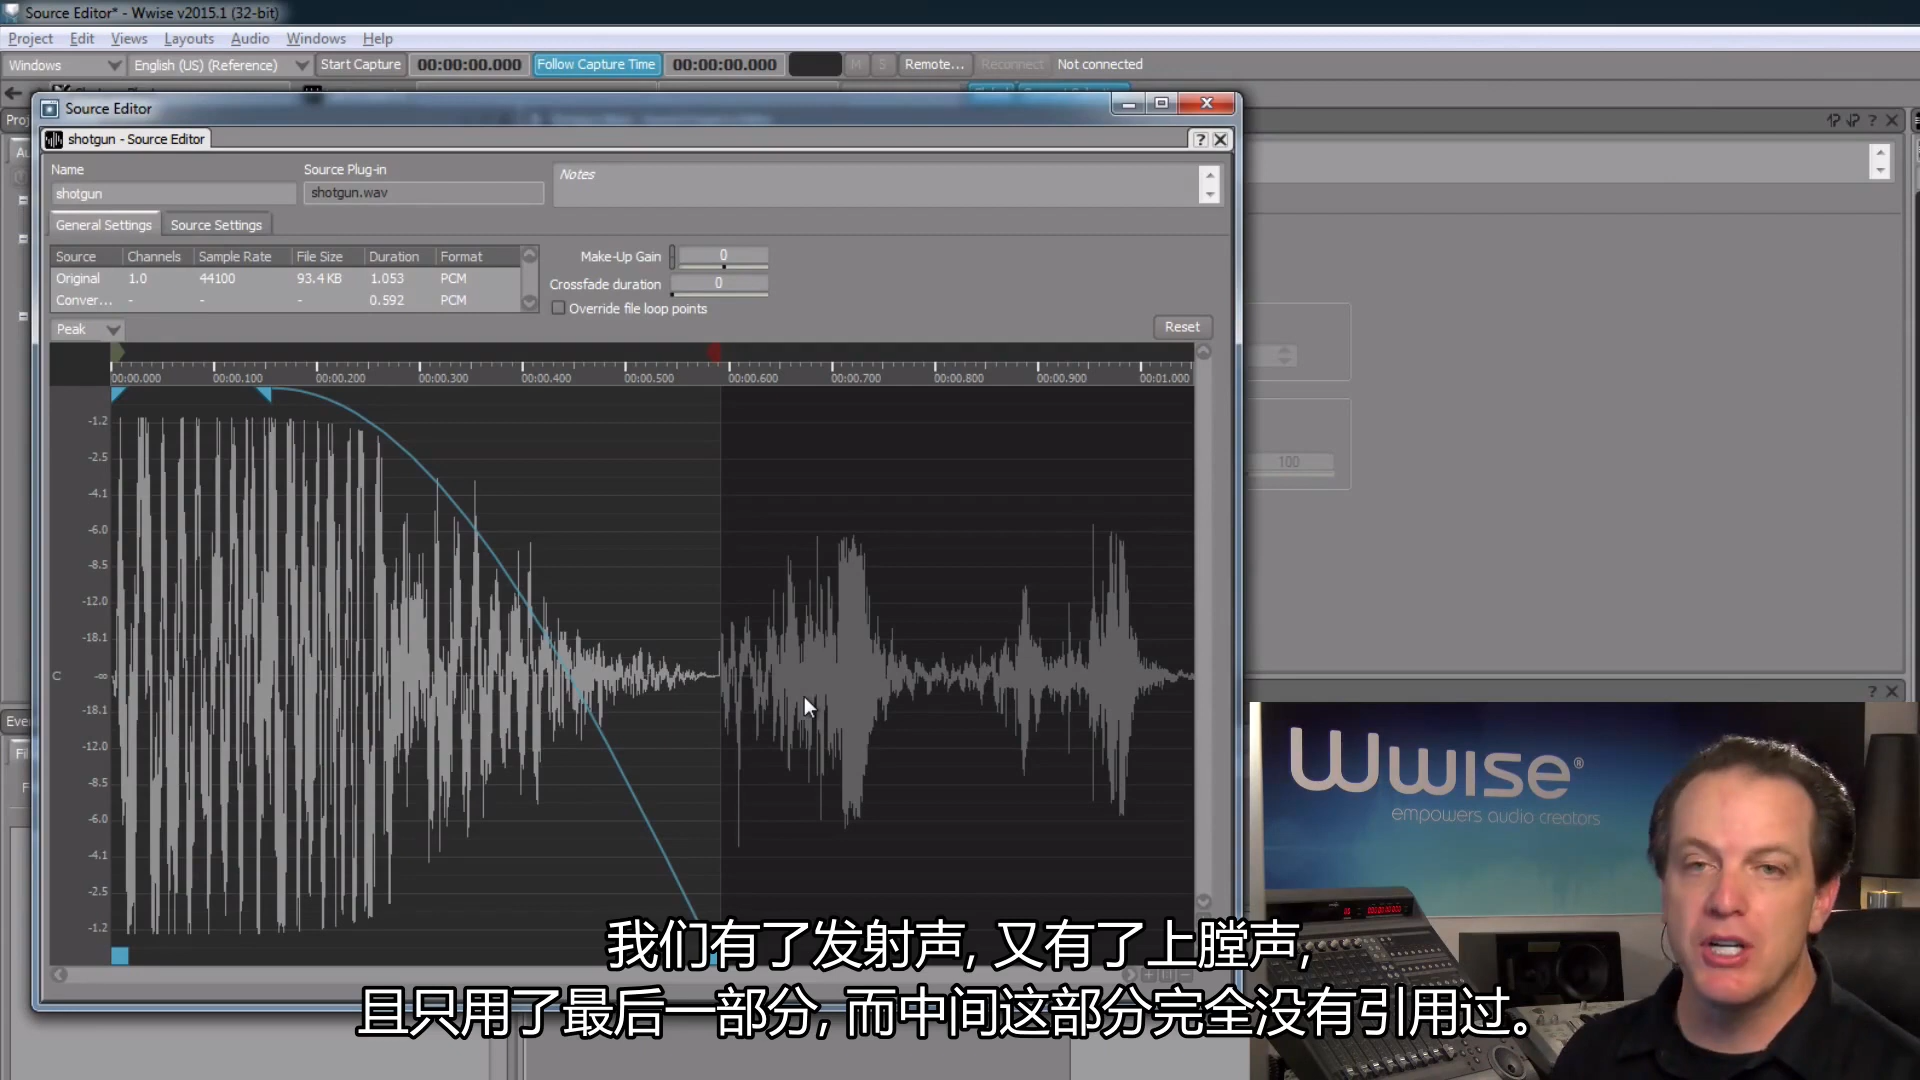 Source Editor* - Wwise v2015.1 (32-bit)
Project Edit Views Layouts Audio Windows Help
Windows English (US) (Reference) Start Capture 00:00:00.000 Follow Capture Time 00:00:00.000 M S Remote... Reconnect Not connected
Source Editor
shotgun - Source Editor
Name Source Plug-in Notes
shotgun shotgun.wav
General Settings Source Settings
Source Channels Sample Rate File Size Duration Format
Original 1.0 44100 93.4 KB 1.053 PCM
Conver... - - 0.592 PCM
Make-Up Gain 0
Crossfade duration 0
Override file loop points
Peak Reset
00:00.000 00:00.100 00:00.200 00:00.300 00:00.400 00:00.500 00:00.600 00:00.700 00:00.800 00:00.900 00:01.000
-1.2
-2.5
-4.1
-6.0
-8.5
-12.0
-18.1
C -∞
-18.1
-12.0
-8.5
-6.0
-4.1
-2.5
-1.2
100
Wwise®
empowers audio creators
我们有了发射声, 又有了上膛声,
且只用了最后一部分, 而中间这部分完全没有引用过。